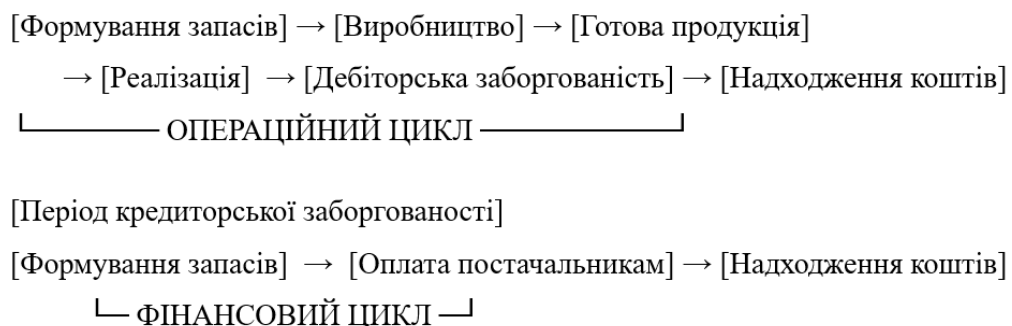 [Формування запасів] → [Виробництво] → [Готова продукція]
→ [Реалізація] → [Дебіторська заборгованість] → [Надходження коштів]
ОПЕРАЦІЙНИЙ ЦИКЛ
[Період кредиторської заборгованості]
[Формування запасів] → [Оплата постачальникам] → [Надходження коштів]
ФІНАНСОВИЙ ЦИКЛ